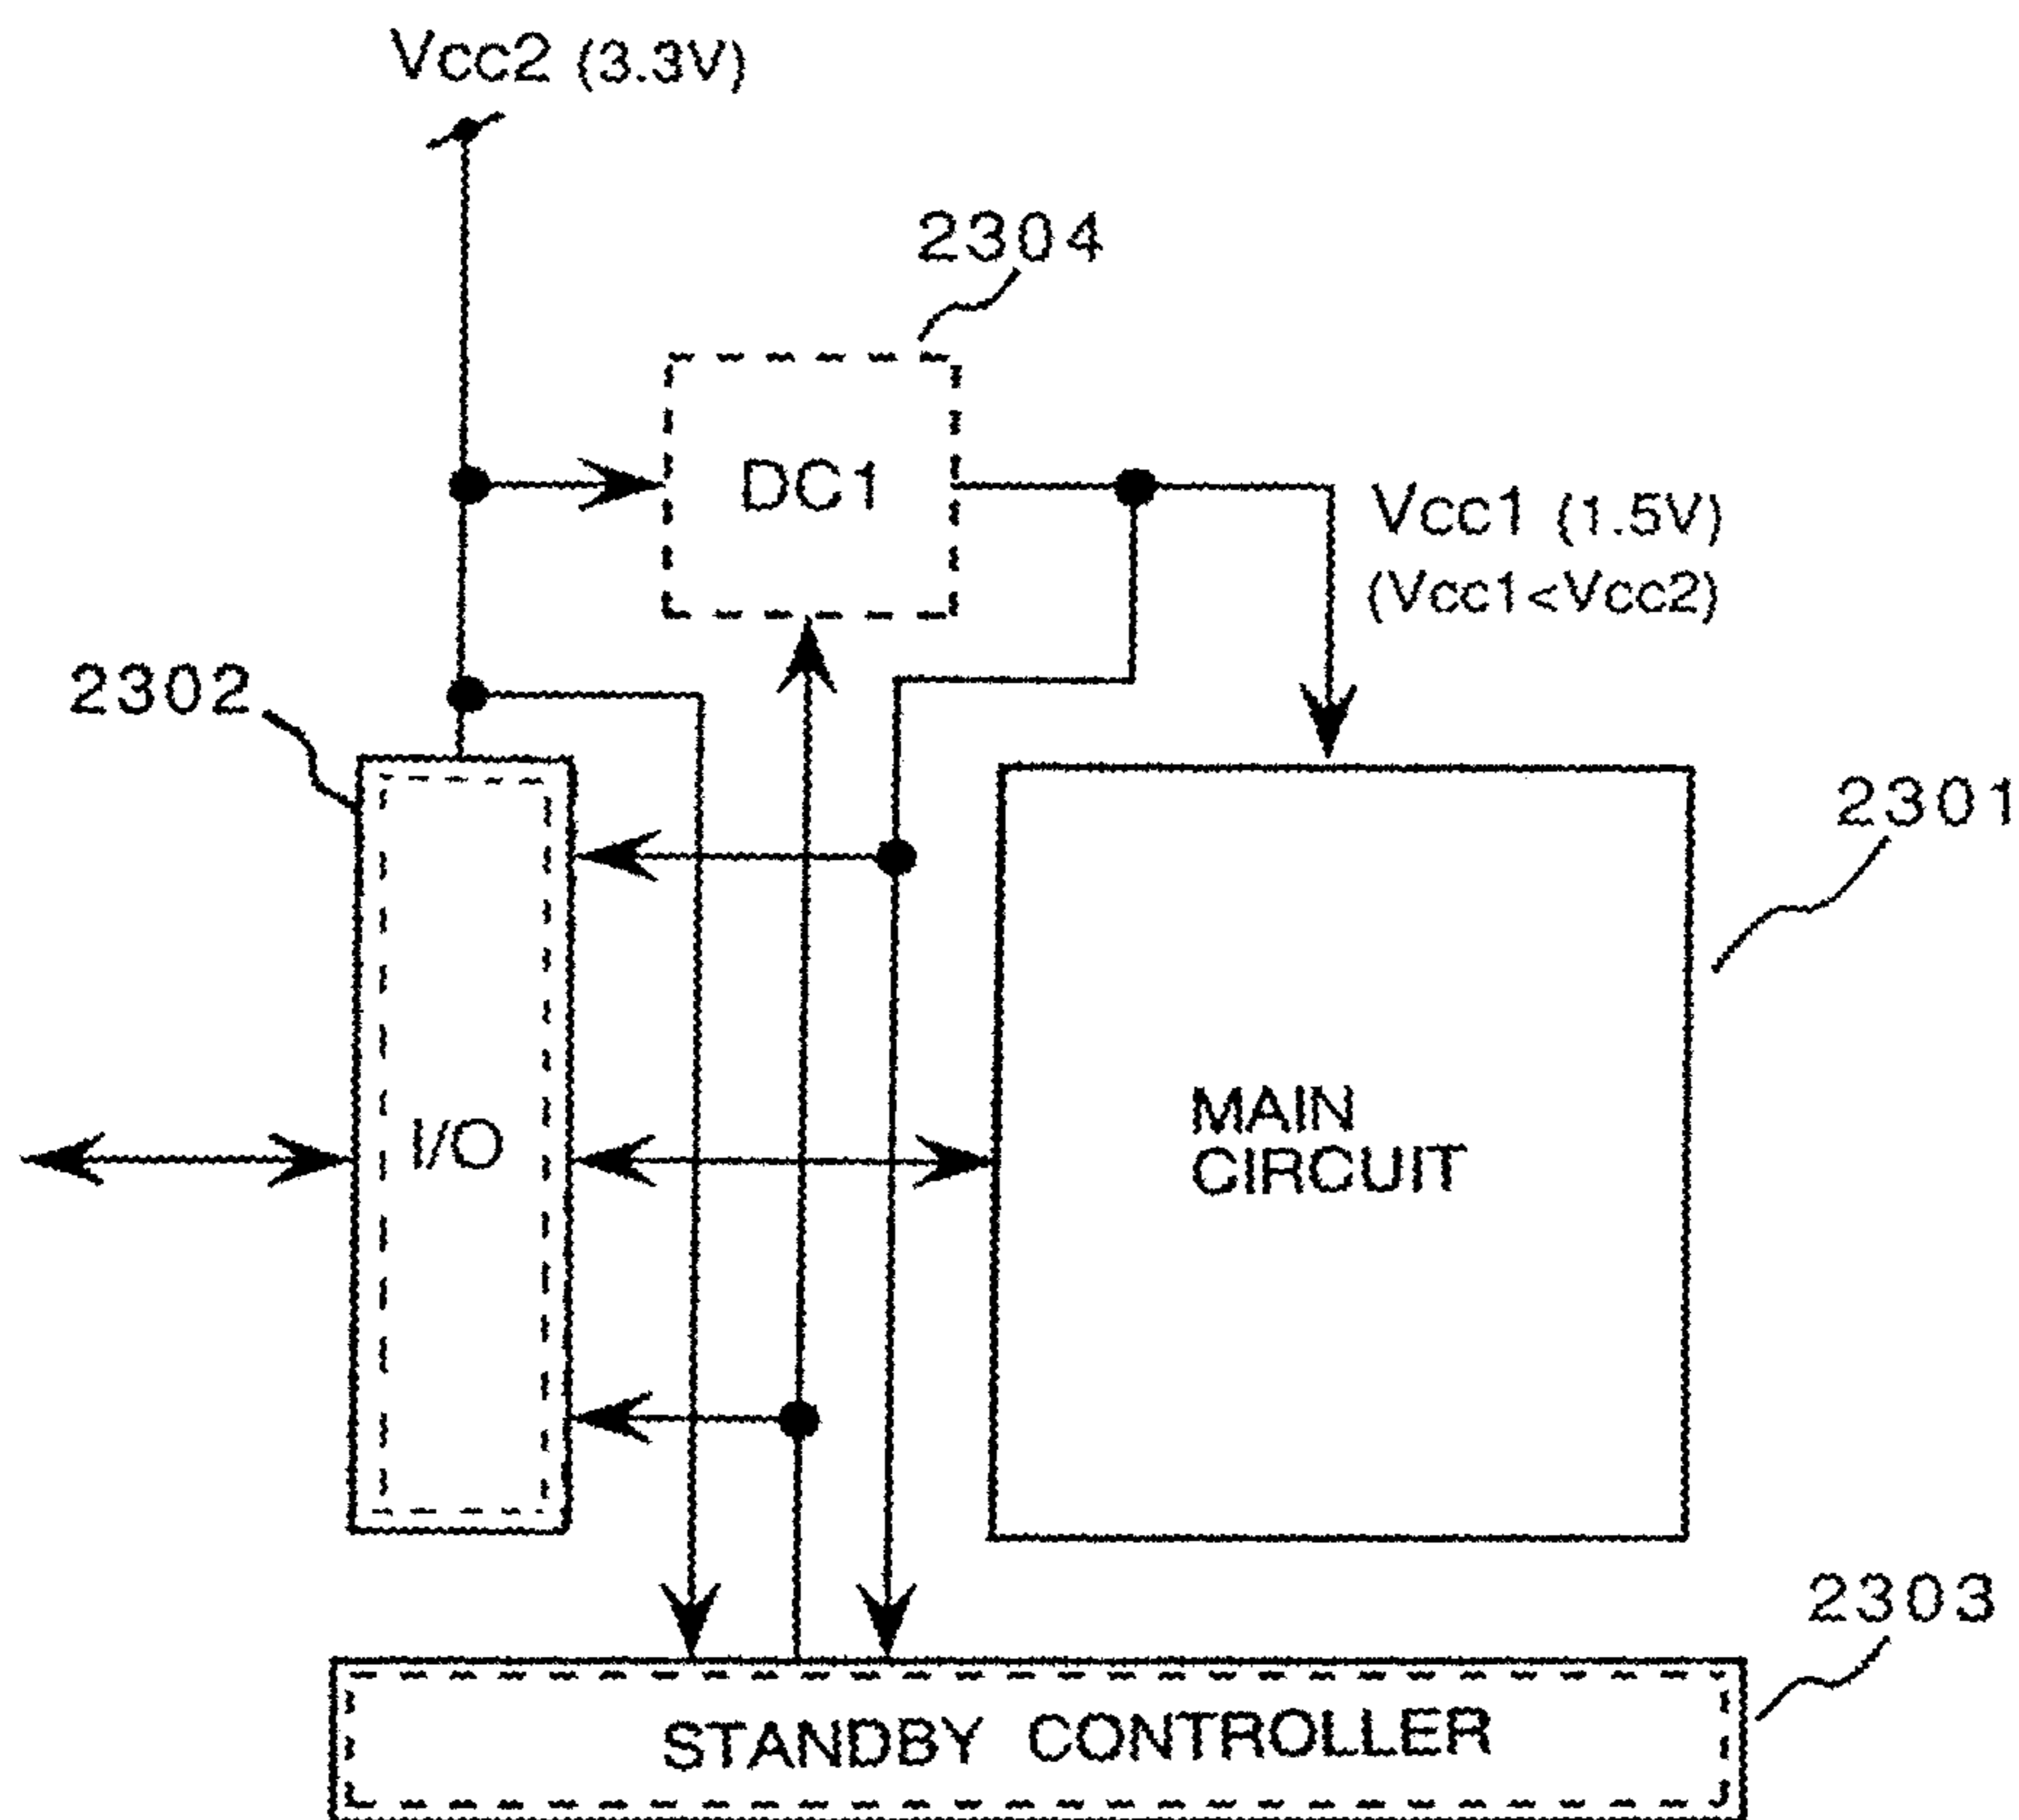 Vcc2 (3.3V)
2304
DC1
Vcc1 (1.5V)
(Vcc1<Vcc2)
2302
2301
I/O
MAIN
CIRCUIT
2303
STANDBY CONTROLLER